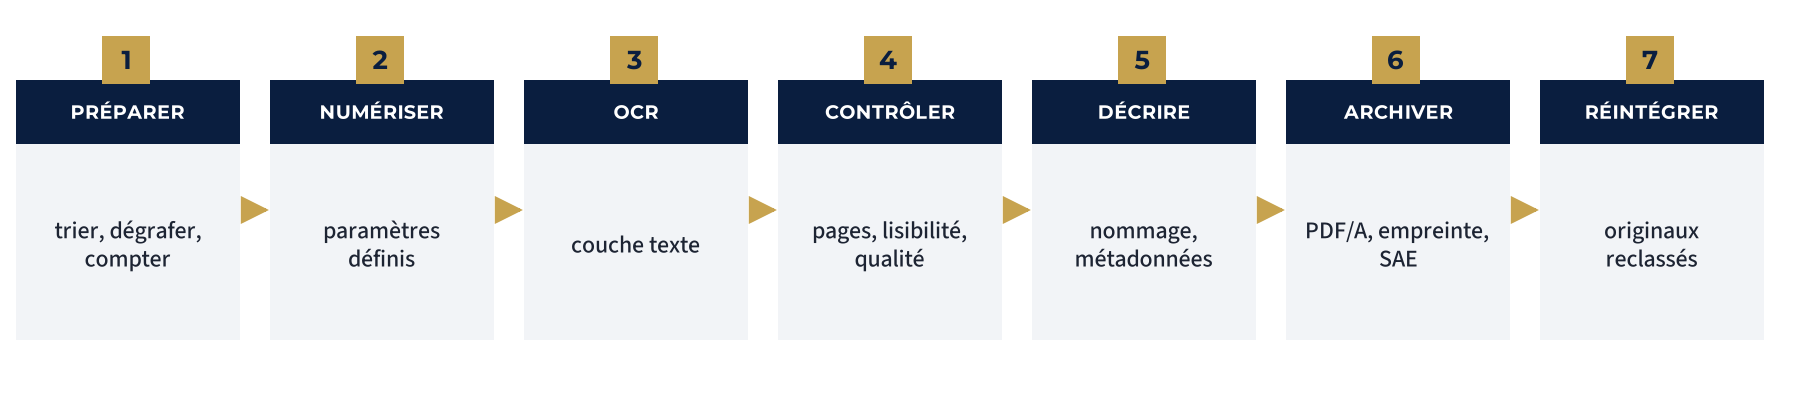 1
PRÉPARER
trier, dégrafer,
compter
2
NUMÉRISER
paramètres
définis
3
OCR
couche texte
4
CONTRÔLER
pages, lisibilité,
qualité
5
DÉCRIRE
nommage,
métadonnées
6
ARCHIVER
PDF/A, empreinte,
SAE
7
RÉINTÉGRER
originaux
reclassés